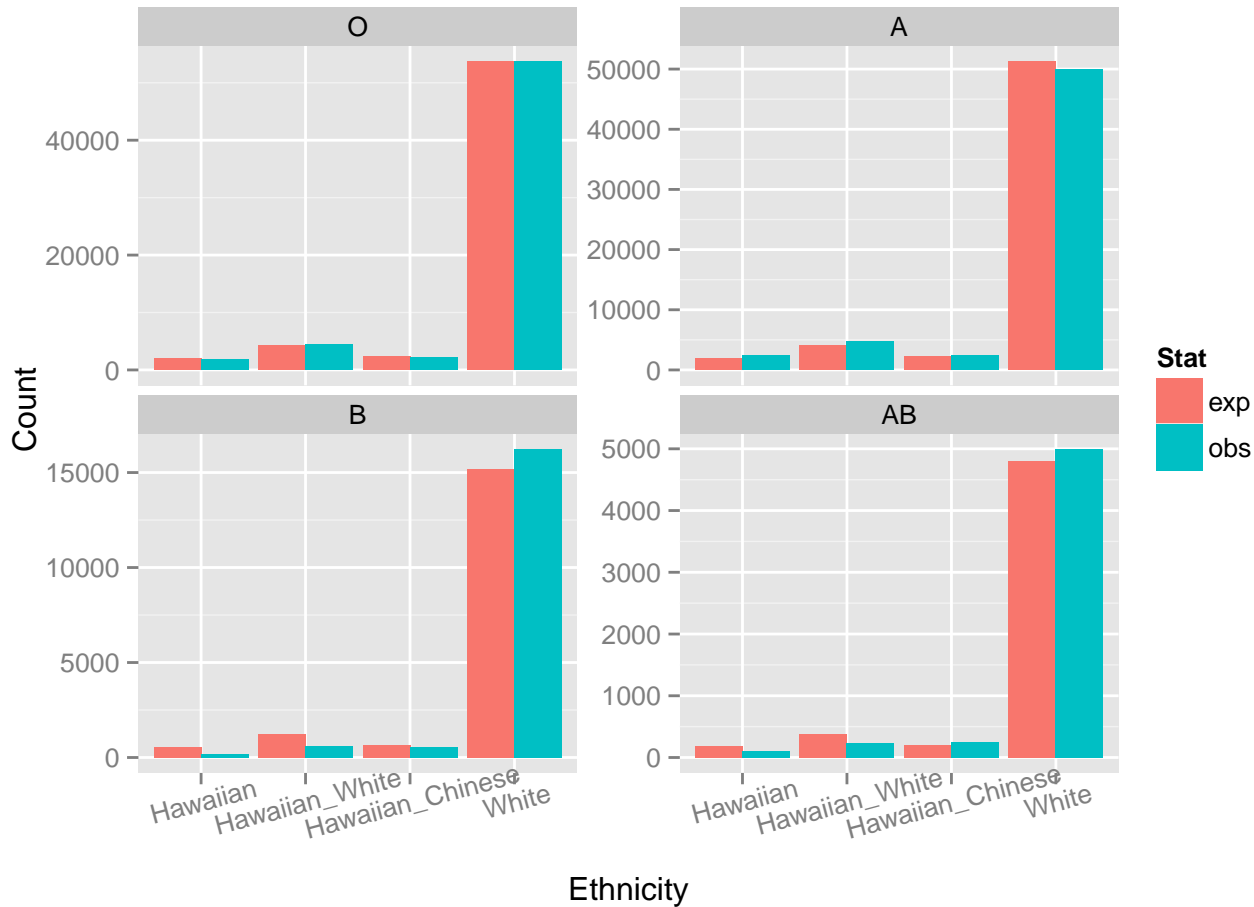 O
A
40000
20000
0
50000
40000
30000
20000
10000
0
B
AB
15000
10000
5000
0
5000
4000
3000
2000
1000
0
Hawaiian
Hawaiian_White
Hawaiian_Chinese
White
Hawaiian
Hawaiian_White
Hawaiian_Chinese
White
Count
Ethnicity
Stat
exp
obs